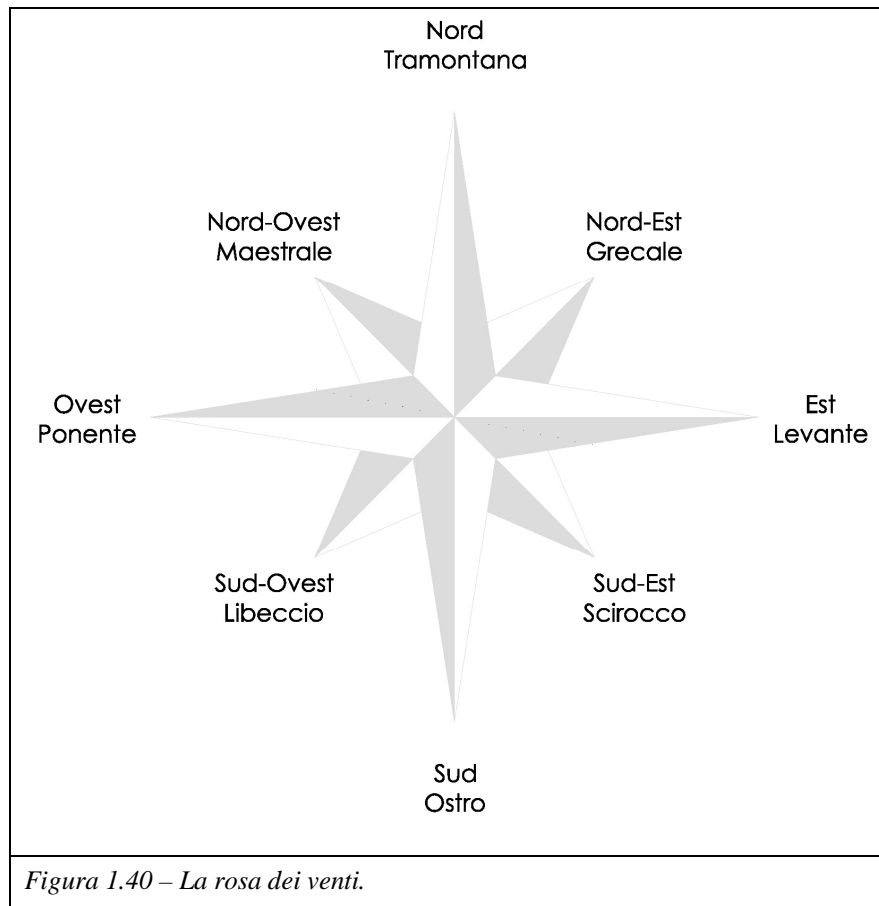 Nord
Tramontana
Nord-Ovest
Maestrale
Nord-Est
Grecale
Ovest
Ponente
Est
Levante
Sud-Ovest
Libeccio
Sud-Est
Scirocco
Sud
Ostro
Figura 1.40 – La rosa dei venti.